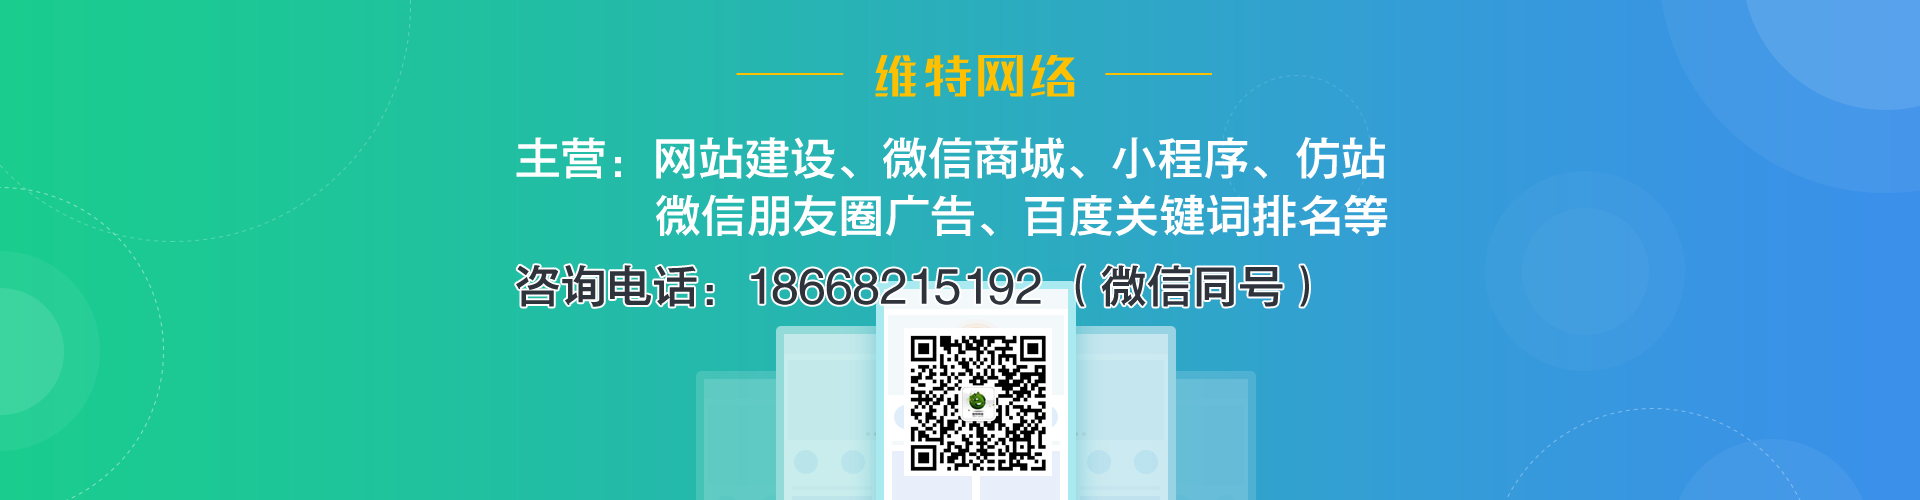 维特网络
主营：网站建设、微信商城、小程序、仿站
微信朋友圈广告、百度关键词排名等
咨询电话：18668215192（微信同号）